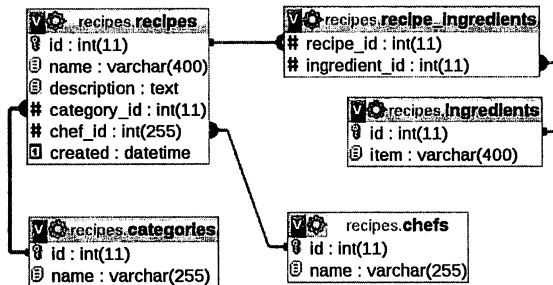 recipes.recipes
id : int(11)
name : varchar(400)
description : text
category_id : int(11)
chef_id : int(255)
created : datetime
recipes.recipe_ingredients
recipe_id : int(11)
ingredient_id : int(11)
recipes.ingredients
id : int(11)
item : varchar(400)
recipes.categories
id : int(11)
name : varchar(255)
recipes.chefs
id : int(11)
name : varchar(255)